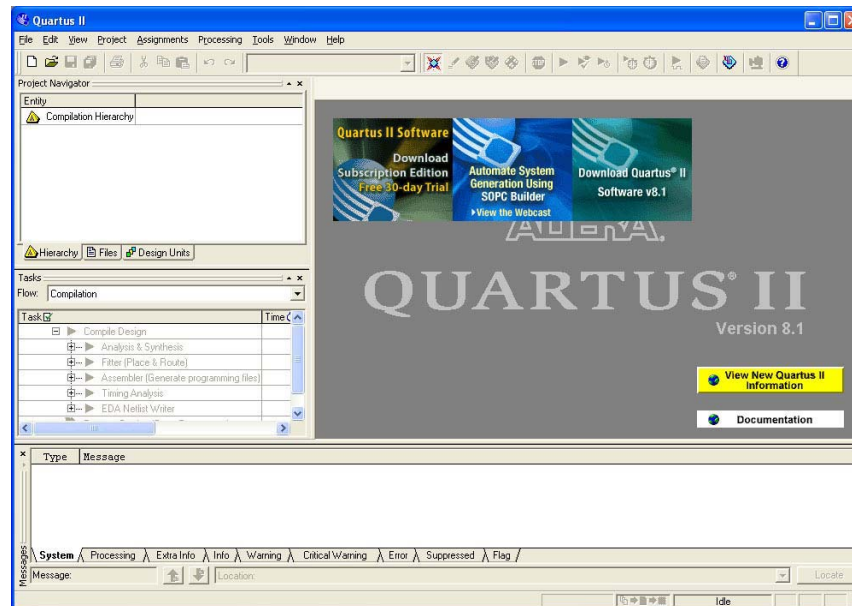 Quartus II
File Edit View Project Assignments Processing Tools Window Help
Project Navigator
Entity
Compilation Hierarchy
Hierarchy Files Design Units
Tasks
Flow: Compilation
Task Time (
Compile Design
Analysis & Synthesis
Fitter (Place & Route)
Assembler (Generate programming files)
Timing Analysis
EDA Netlist Writer
Quartus II Software
Download
Subscription Edition
Free 30-day Trial
Automate System
Generation Using
SOPC Builder
View the Webcast
Download Quartus® II
Software v8.1
ALTERA.
QUARTUS® II
Version 8.1
View New Quartus II
Information
Documentation
Type Message
System Processing Extra Info Info Warning Critical Warning Error Suppressed Flag
Messages
Message: Location: Locate
Idle